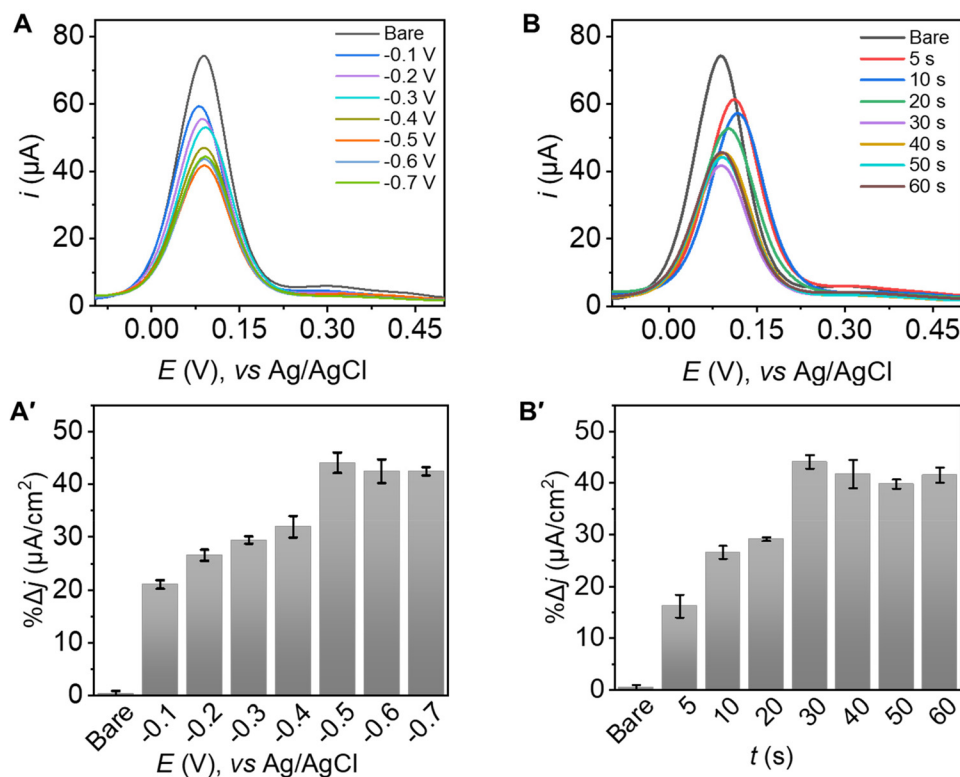 A
80
60
40
20
0
i (µA)
0.00 0.15 0.30 0.45
E (V), vs Ag/AgCl
Bare
-0.1 V
-0.2 V
-0.3 V
-0.4 V
-0.5 V
-0.6 V
-0.7 V
B
80
60
40
20
0
i (µA)
0.00 0.15 0.30 0.45
E (V), vs Ag/AgCl
Bare
5 s
10 s
20 s
30 s
40 s
50 s
60 s
A′
50
40
30
20
10
0
%Δj (µA/cm²)
Bare -0.1 -0.2 -0.3 -0.4 -0.5 -0.6 -0.7
E (V), vs Ag/AgCl
B′
50
40
30
20
10
0
%Δj (µA/cm²)
Bare 5 10 20 30 40 50 60
t (s)